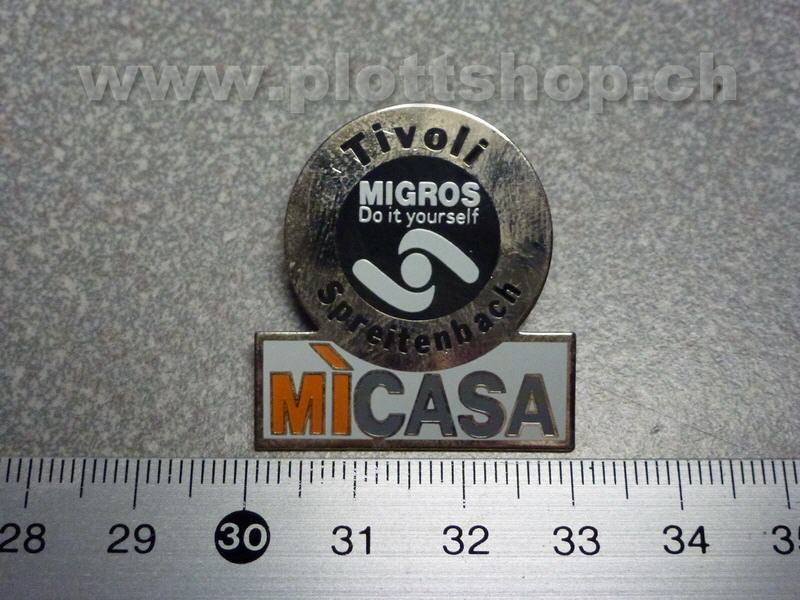 www.plottshop.ch
Tivoli
MIGROS
Do it yourself
Spreitenbach
MÌCASA
28 29 30 31 32 33 34 35